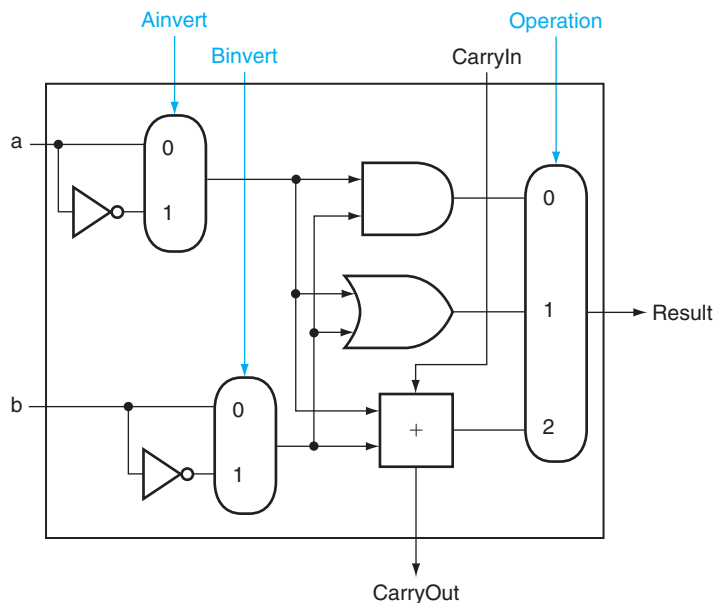 Ainvert
Operation
Binvert
CarryIn
a
0
1
0
1
Result
b
0
1
+
2
CarryOut